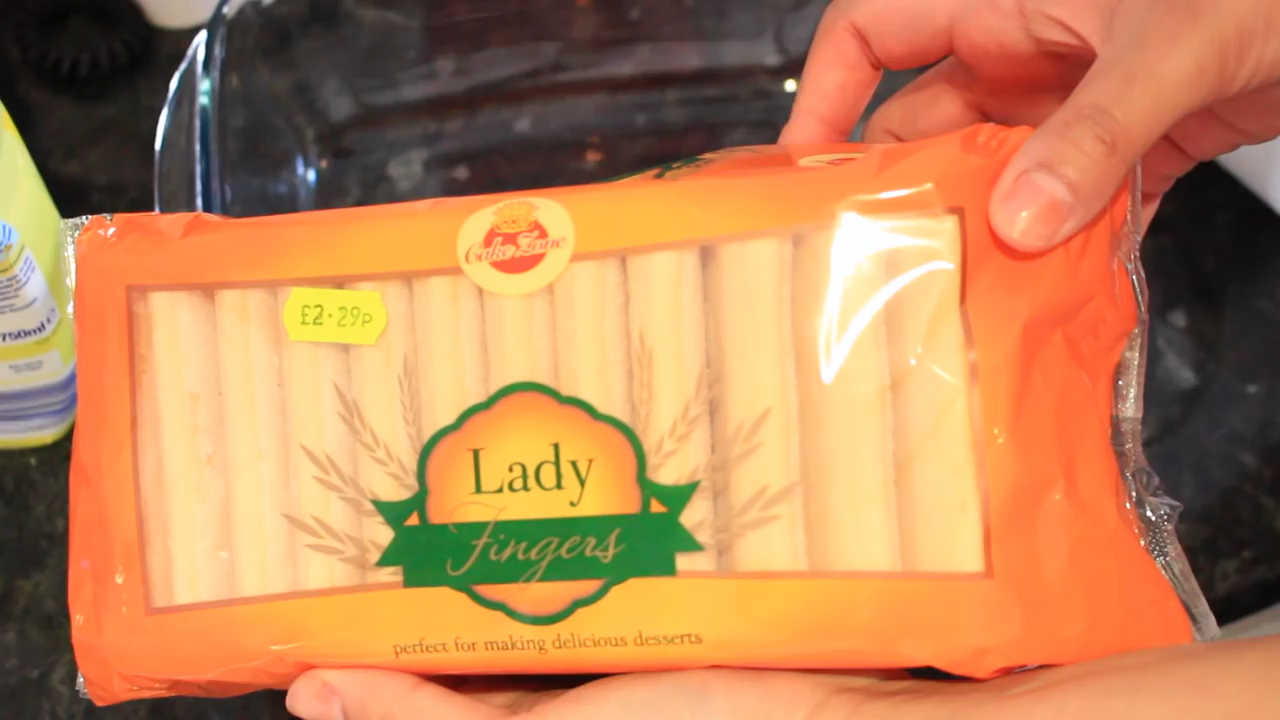 Cake Zone
£2.29p
Lady
Fingers
perfect for making delicious desserts
750ml e